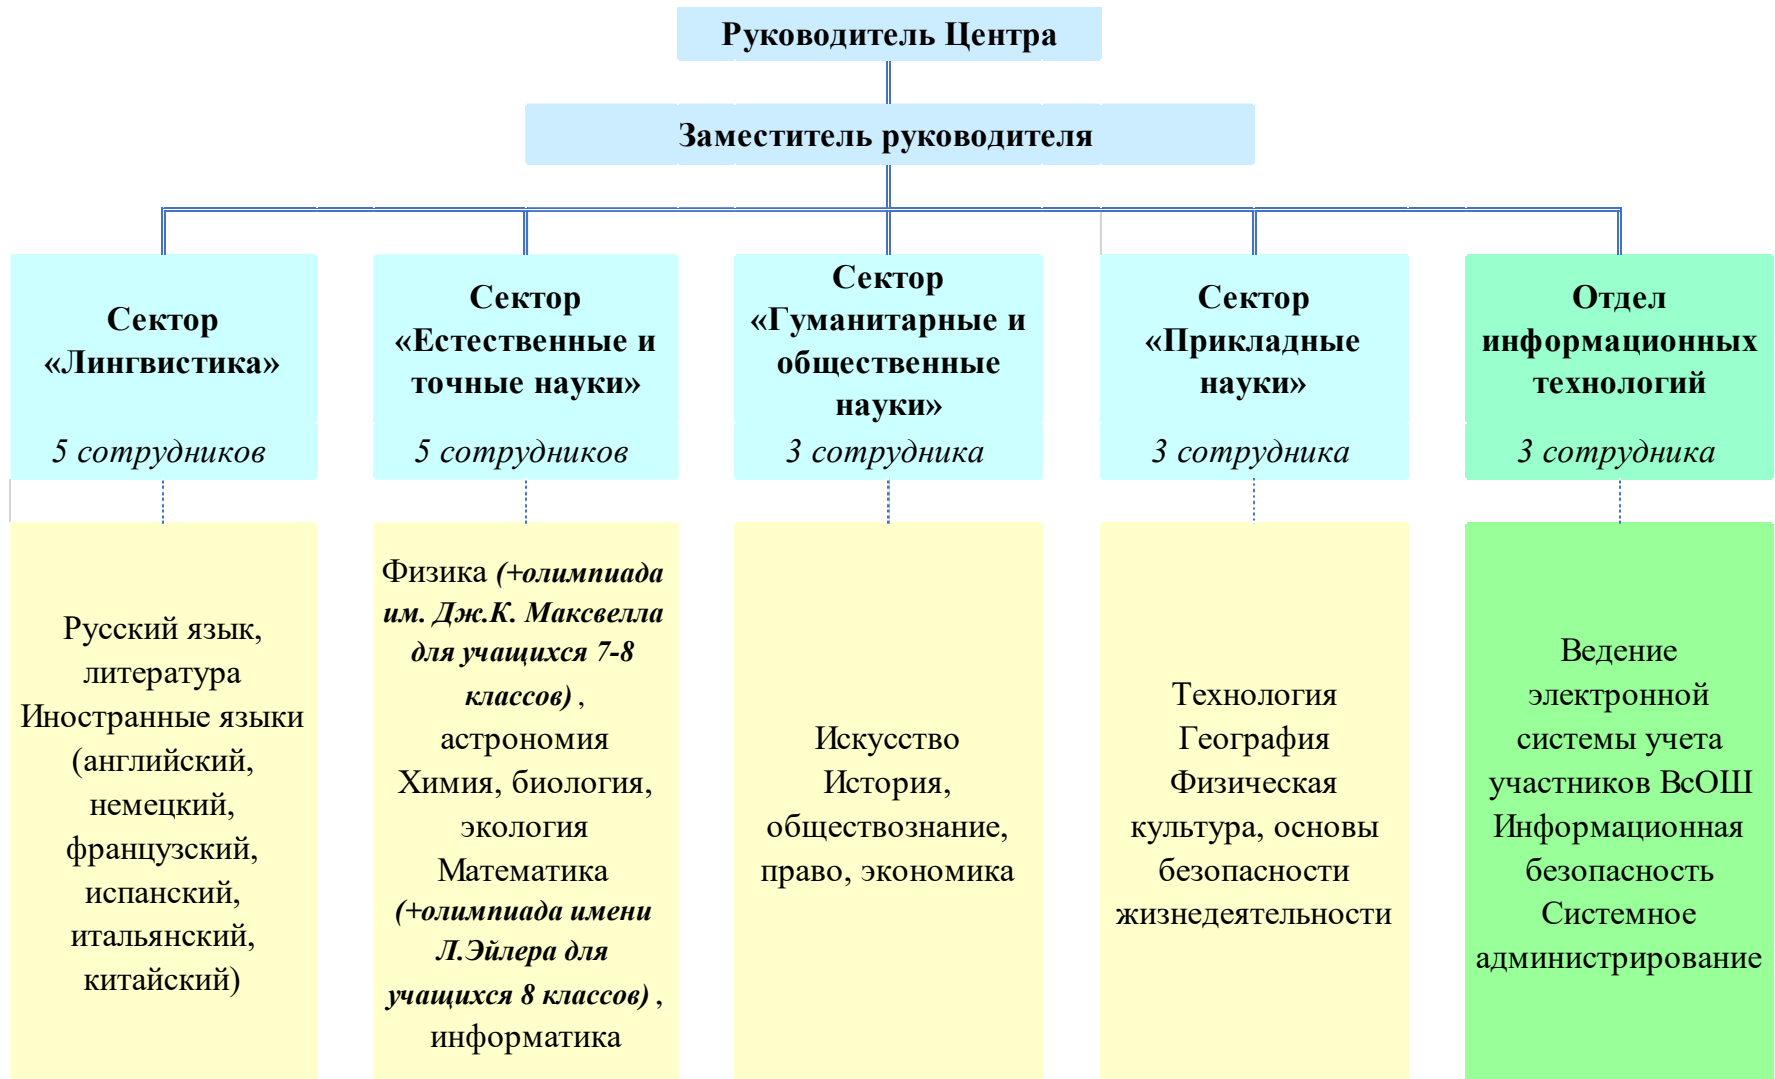 Руководитель Центра
Заместитель руководителя
Сектор
«Лингвистика»
5 сотрудников
Русский язык,
литература
Иностранные языки
(английский,
немецкий,
французский,
испанский,
итальянский,
китайский)
Сектор
«Естественные и
точные науки»
5 сотрудников
Физика (+олимпиада
им. Дж.К. Максвелла
для учащихся 7-8
классов) ,
астрономия
Химия, биология,
экология
Математика
(+олимпиада имени
Л.Эйлера для
учащихся 8 классов) ,
информатика
Сектор
«Гуманитарные и
общественные
науки»
3 сотрудника
Искусство
История,
обществознание,
право, экономика
Сектор
«Прикладные
науки»
3 сотрудника
Технология
География
Физическая
культура, основы
безопасности
жизнедеятельности
Отдел
информационных
технологий
3 сотрудника
Ведение
электронной
системы учета
участников ВсОШ
Информационная
безопасность
Системное
администрирование